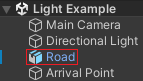 Light Example
Main Camera
Directional Light
Road
Arrival Point